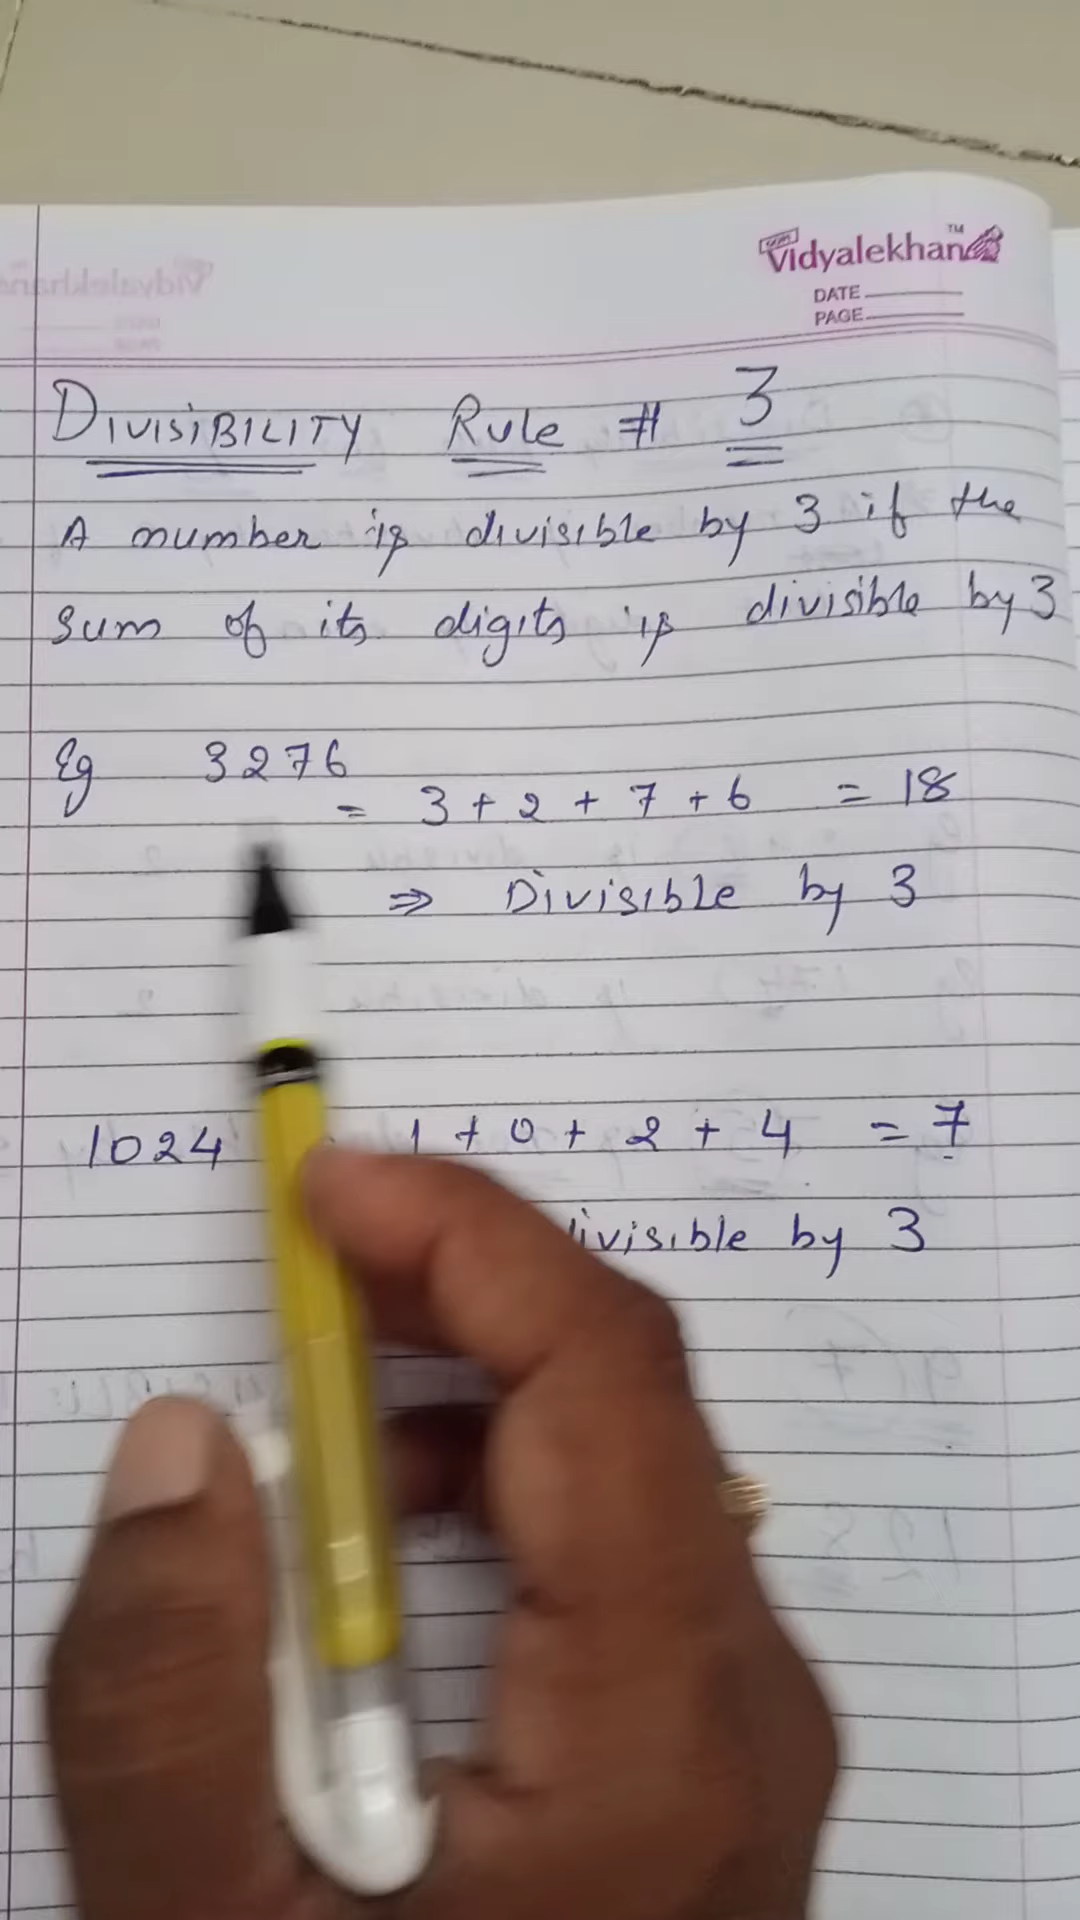 Vidyalekhan TM
DATE
PAGE
DIVISIBILITY Rule # 3
A number is divisible by 3 if the
sum of its digits is divisible by 3
Eg 3276
= 3 + 2 + 7 + 6 = 18
⇒ Divisible by 3
1024 1 + 0 + 2 + 4 = 7
divisible by 3